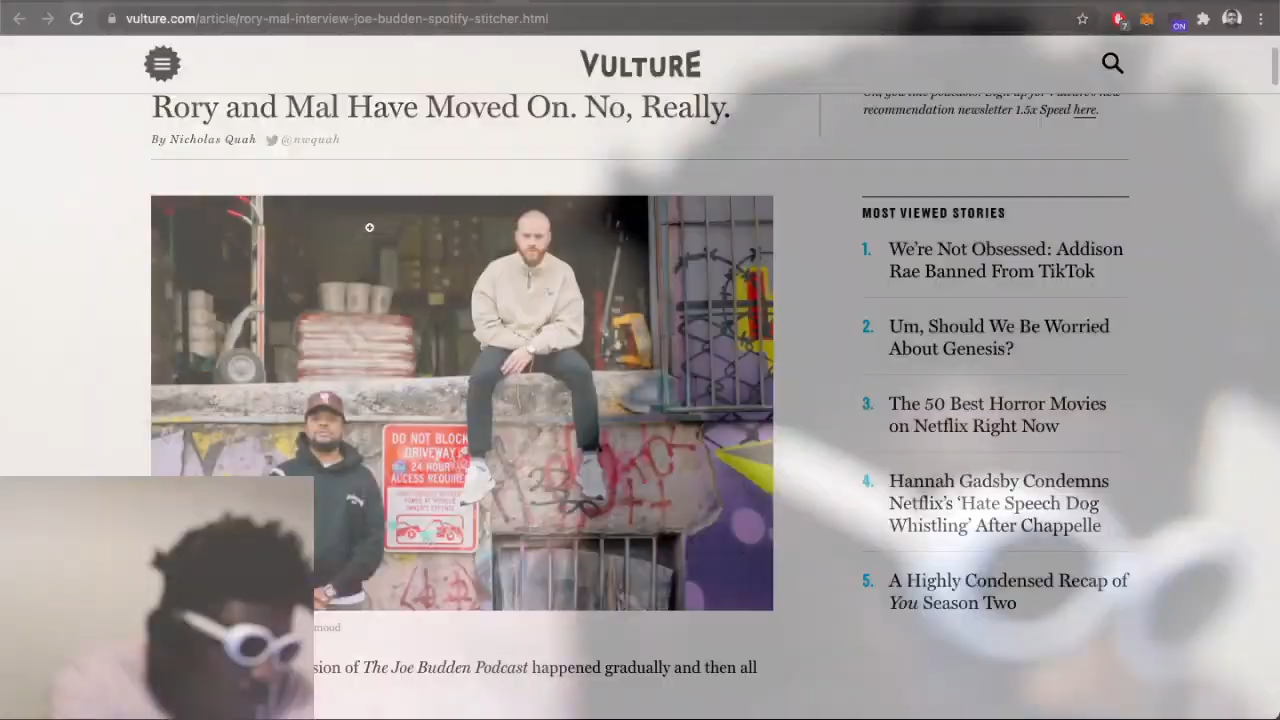 vulture.com/article/rory-mal-interview-joe-budden-spotify-stitcher.html
7
ON
VULTURE
Rory and Mal Have Moved On. No, Really.
By Nicholas Quah @nwquah
recommendation newsletter 1.5x Speed here.
MOST VIEWED STORIES
1. We're Not Obsessed: Addison
Rae Banned From TikTok
2. Um, Should We Be Worried
About Genesis?
3. The 50 Best Horror Movies
on Netflix Right Now
4. Hannah Gadsby Condemns
Netflix's ‘Hate Speech Dog
Whistling’ After Chappelle
5. A Highly Condensed Recap of
You Season Two
DO NOT BLOCK
DRIVEWAY
24 HOUR
ACCESS REQUIRE
mood
sion of The Joe Budden Podcast happened gradually and then all